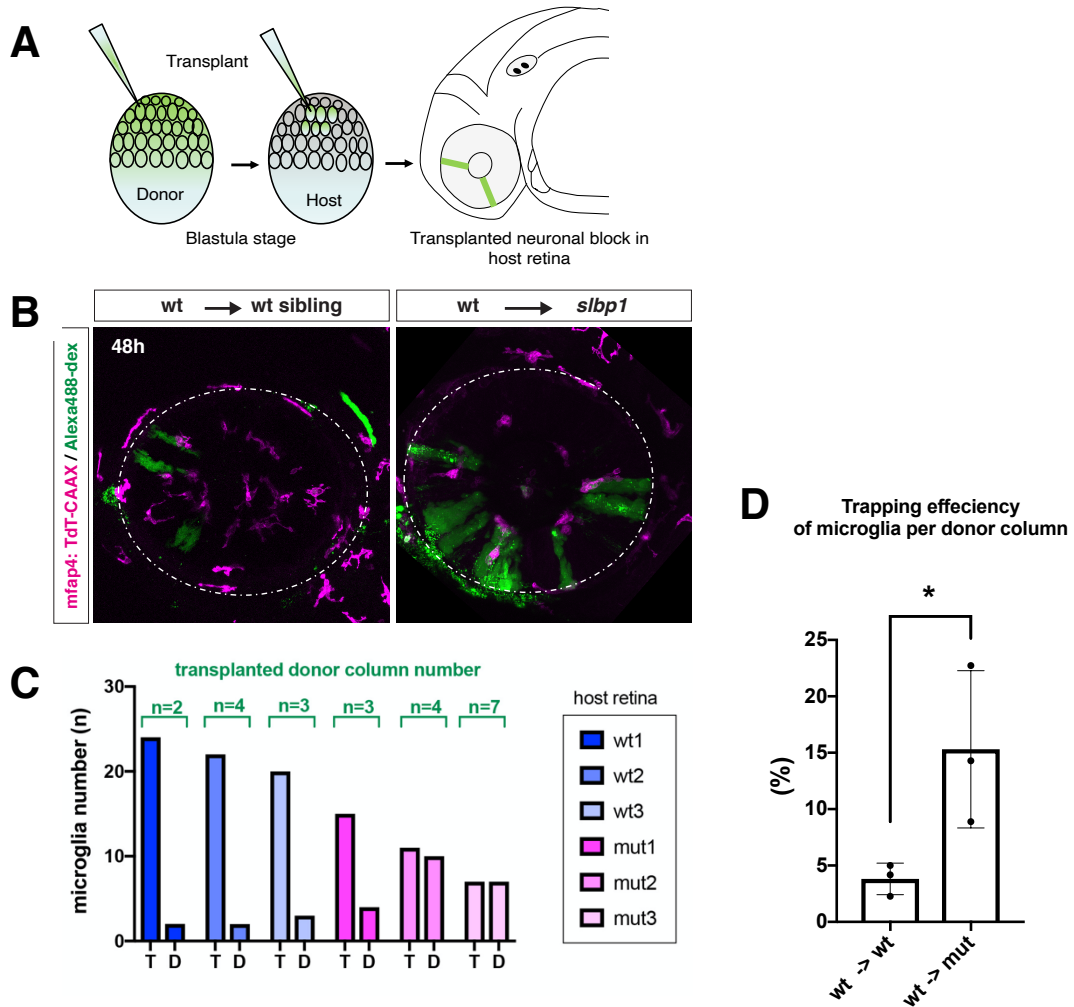 A
Transplant
Donor
Host
Blastula stage
Transplanted neuronal block in
host retina
B
wt → wt sibling
wt → slbp1
mfap4: TdT-CAAX / Alexa488-dex
48h
C
transplanted donor column number
microglia number (n)
30
20
10
0
n=2
n=4
n=3
n=3
n=4
n=7
T D T D T D T D T D T D
host retina
wt1
wt2
wt3
mut1
mut2
mut3
D
Trapping effeciency
of microglia per donor column
*
(%)
25
20
15
10
5
0
wt -> wt
wt -> mut